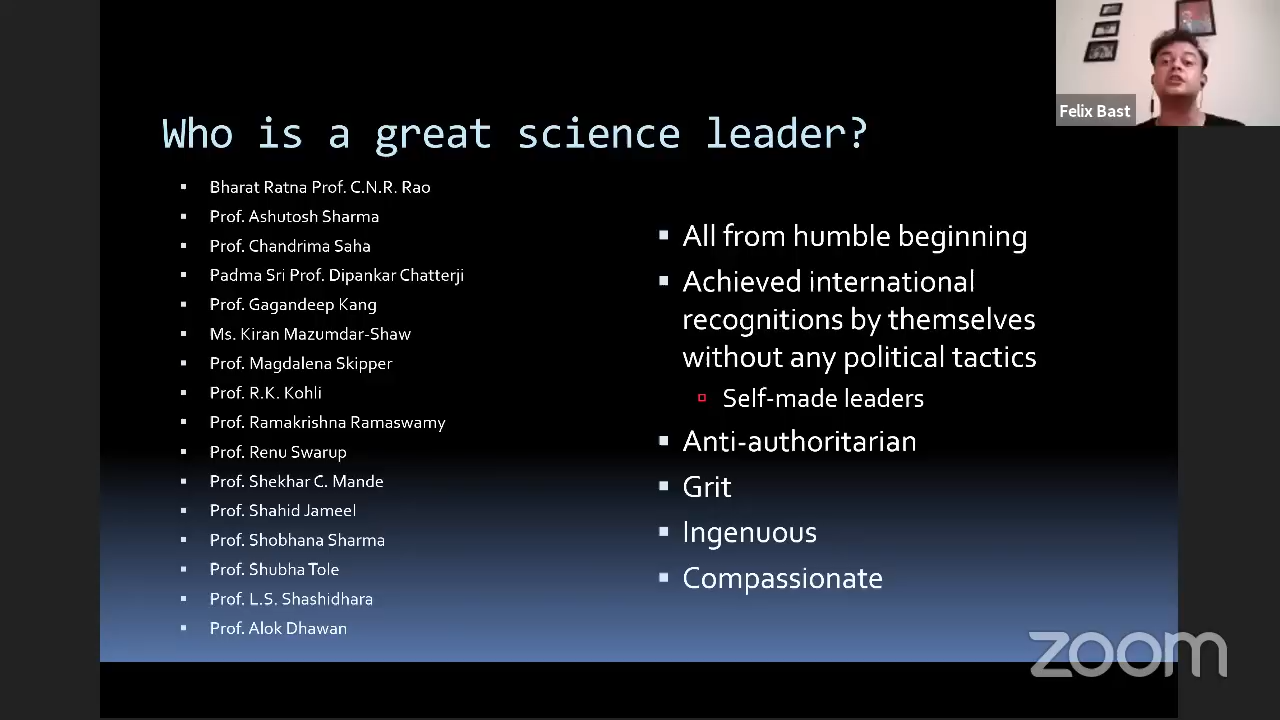 Who is a great science leader?
Bharat Ratna Prof. C.N.R. Rao
Prof. Ashutosh Sharma
Prof. Chandrima Saha
Padma Sri Prof. Dipankar Chatterji
Prof. Gagandeep Kang
Ms. Kiran Mazumdar-Shaw
Prof. Magdalena Skipper
Prof. R.K. Kohli
Prof. Ramakrishna Ramaswamy
Prof. Renu Swarup
Prof. Shekhar C. Mande
Prof. Shahid Jameel
Prof. Shobhana Sharma
Prof. Shubha Tole
Prof. L.S. Shashidhara
Prof. Alok Dhawan
All from humble beginning
Achieved international
recognitions by themselves
without any political tactics
Self-made leaders
Anti-authoritarian
Grit
Ingenuous
Compassionate
Felix Bast
zoom